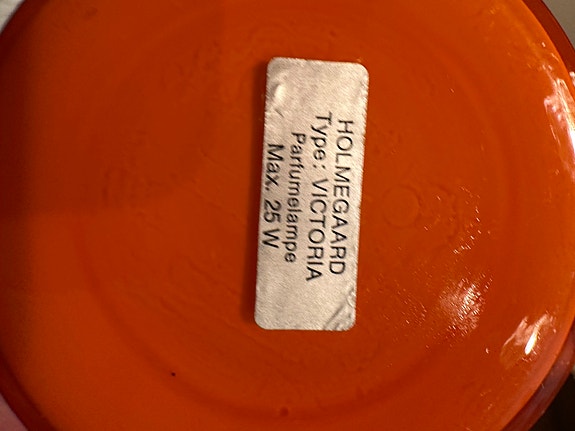 HOLMEGAARD
Type: VICTORIA
Parfumelampe
Max. 25 W